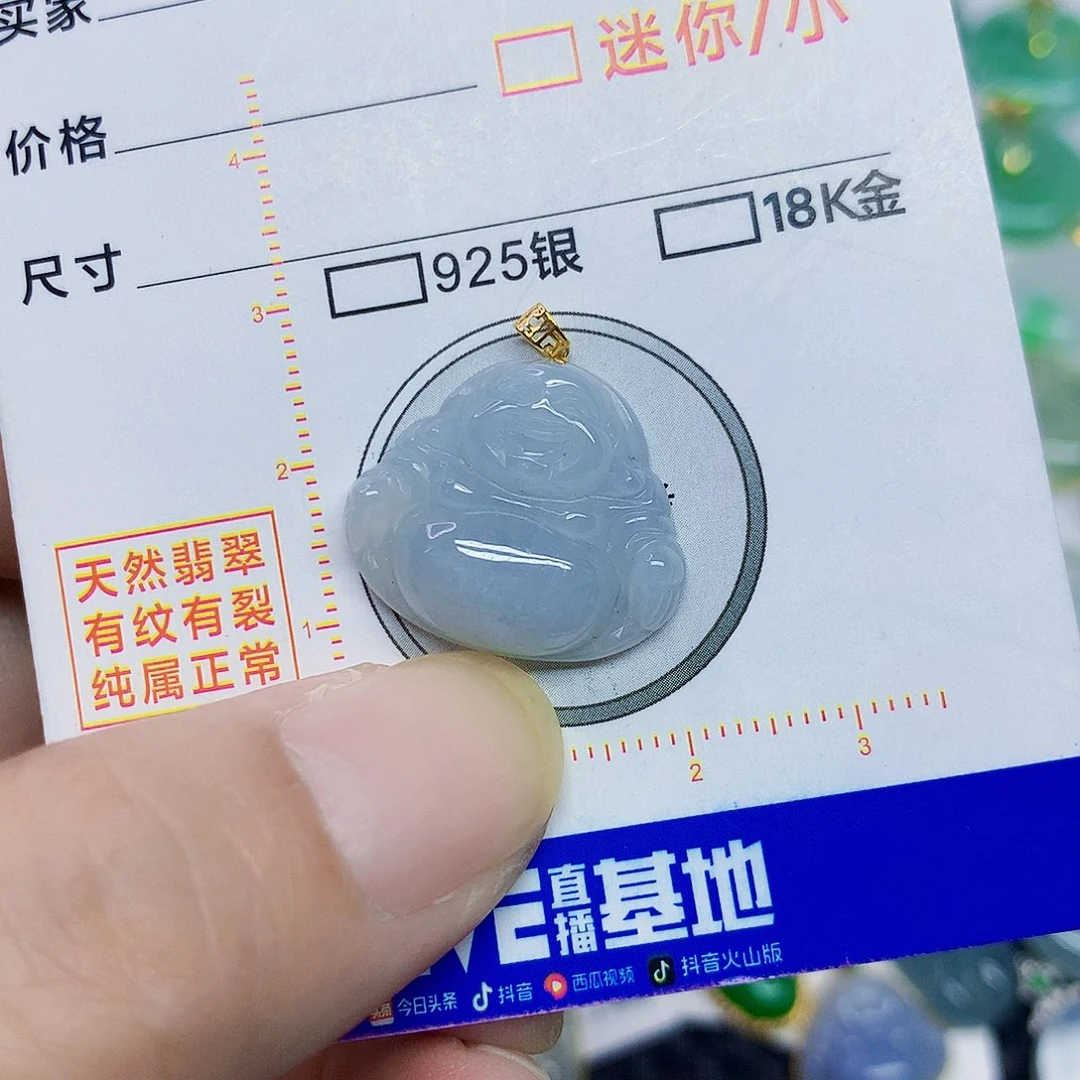 买家
迷你/小
价格
尺寸
925银
18K金
4
3
2
1
天然翡翠
有纹有裂
纯属正常
2
3
VE直播基地
今日头条 抖音 西瓜视频 抖音火山版